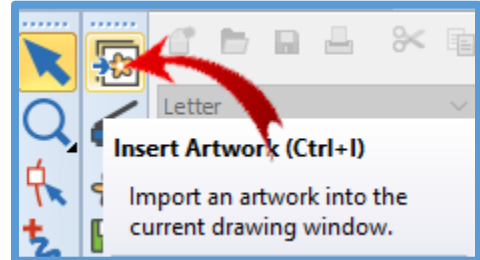 Letter
Insert Artwork (Ctrl+I)
Import an artwork into the
current drawing window.